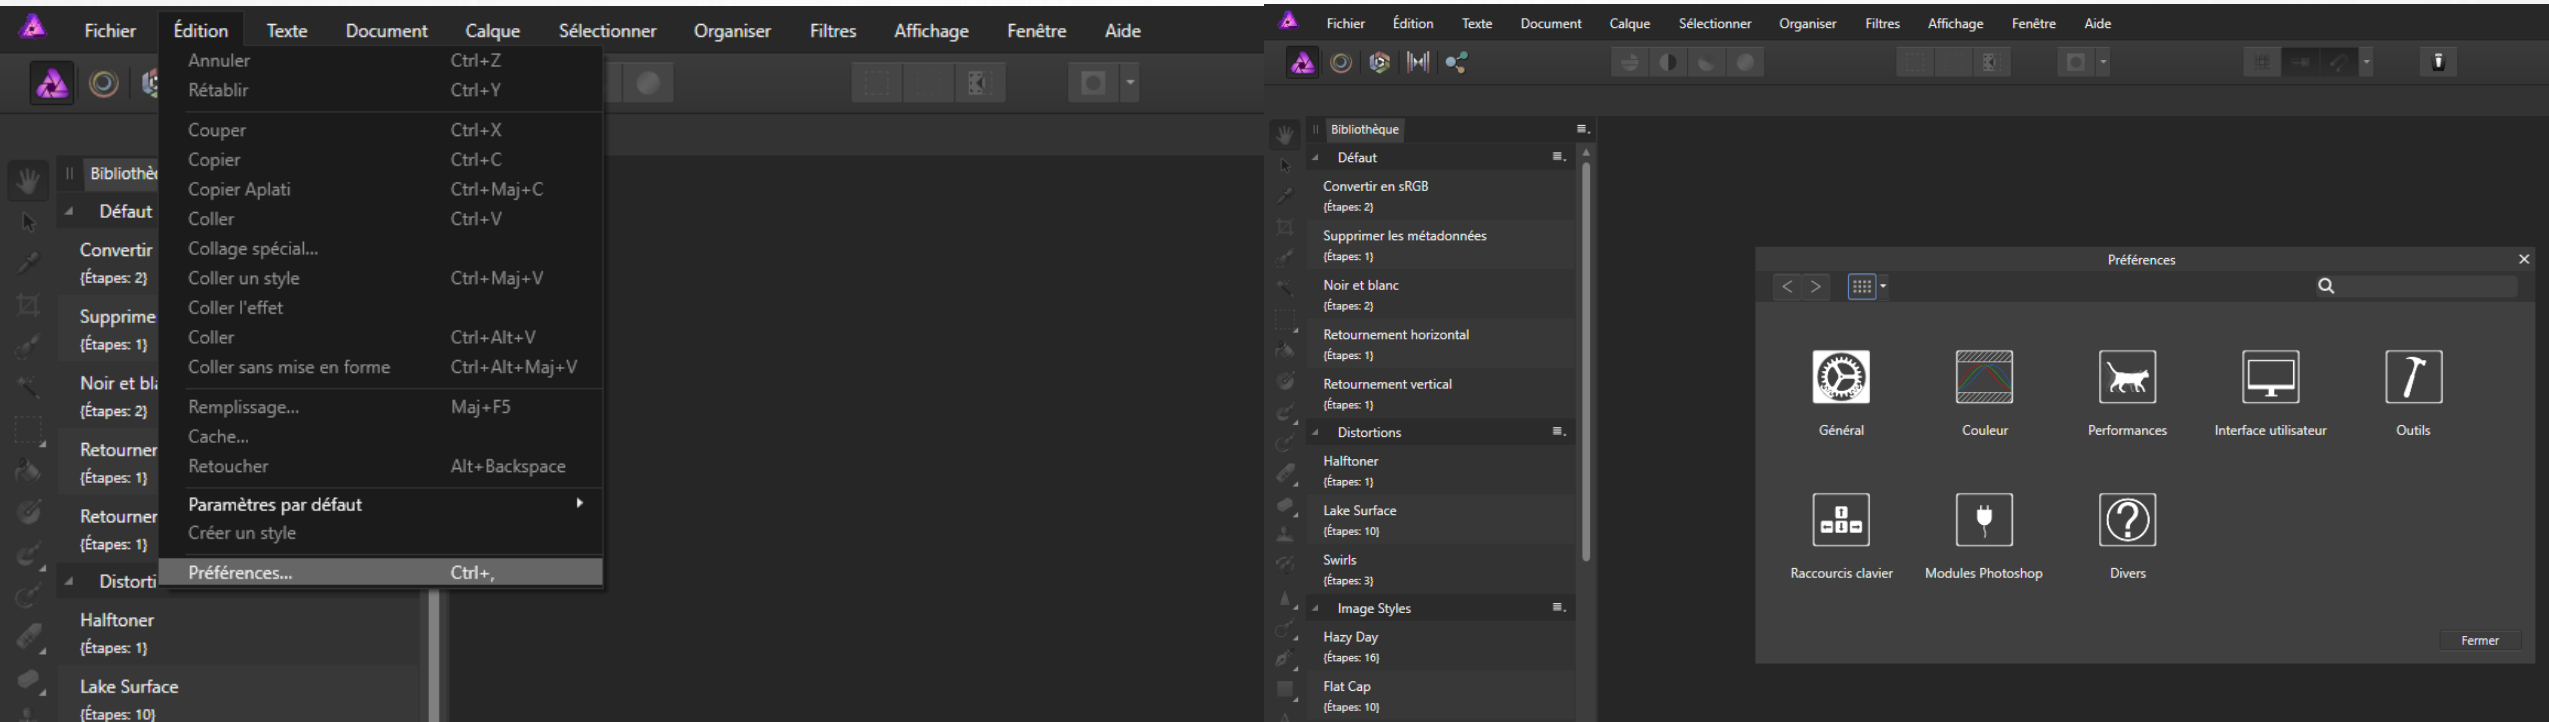 Fichier Édition Texte Document Calque Sélectionner Organiser Filtres Affichage Fenêtre Aide
Annuler Ctrl+Z
Rétablir Ctrl+Y
Couper Ctrl+X
Copier Ctrl+C
Copier Aplati Ctrl+Maj+C
Coller Ctrl+V
Collage spécial...
Coller un style Ctrl+Maj+V
Coller l'effet
Coller Ctrl+Alt+V
Coller sans mise en forme Ctrl+Alt+Maj+V
Remplissage... Maj+F5
Cache...
Retoucher Alt+Backspace
Paramètres par défaut
Créer un style
Préférences... Ctrl+,
Bibliothè
Défaut
Convertir
{Étapes: 2}
Supprime
{Étapes: 1}
Noir et bla
{Étapes: 2}
Retourner
{Étapes: 1}
Retourner
{Étapes: 1}
Distorti
Halftoner
{Étapes: 1}
Lake Surface
{Étapes: 10}
Fichier Édition Texte Document Calque Sélectionner Organiser Filtres Affichage Fenêtre Aide
Bibliothèque
Défaut
Convertir en sRGB
{Étapes: 2}
Supprimer les métadonnées
{Étapes: 1}
Noir et blanc
{Étapes: 2}
Retournement horizontal
{Étapes: 1}
Retournement vertical
{Étapes: 1}
Distortions
Halftoner
{Étapes: 1}
Lake Surface
{Étapes: 10}
Swirls
{Étapes: 3}
Image Styles
Hazy Day
{Étapes: 16}
Flat Cap
{Étapes: 10}
Préférences
Général Couleur Performances Interface utilisateur Outils
Raccourcis clavier Modules Photoshop Divers
Fermer